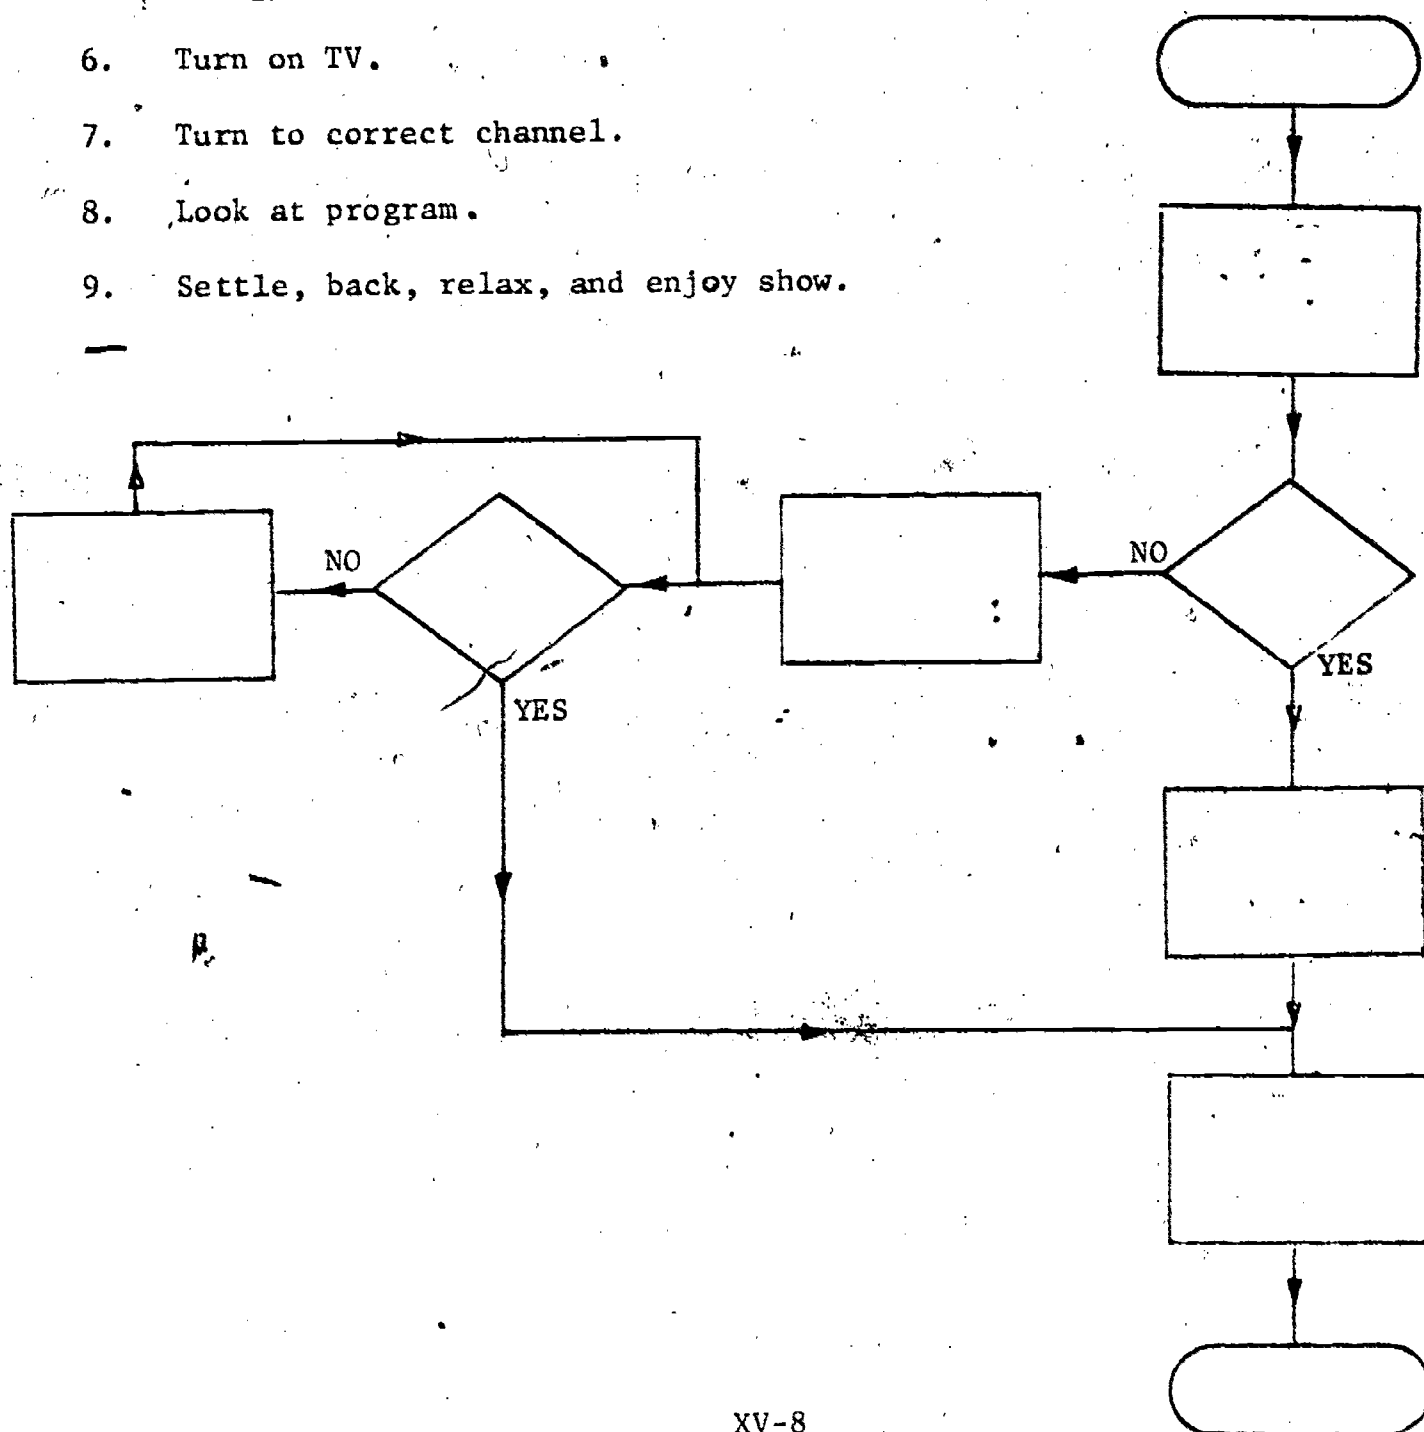 6. Turn on TV.
7. Turn to correct channel.
8. Look at program.
9. Settle, back, relax, and enjoy show.
NO
NO
YES
YES
XV-8